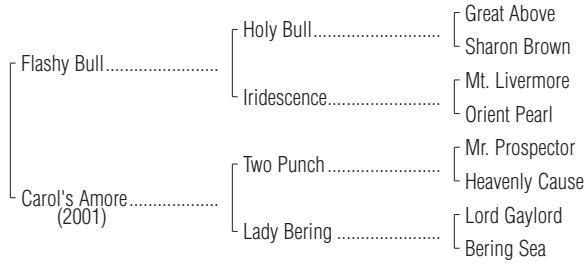 Great Above
Holy Bull
Sharon Brown
Flashy Bull
Mt. Livermore
Iridescence
Orient Pearl
Mr. Prospector
Two Punch
Heavenly Cause
Carol's Amore
(2001)
Lord Gaylord
Lady Bering
Bering Sea